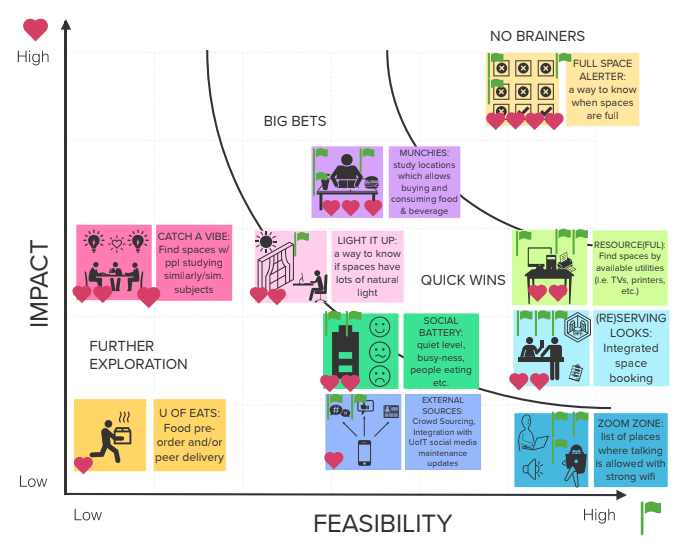 NO BRAINERS
High
FULL SPACE
ALERTER:
a way to know
when spaces
are full
BIG BETS
MUNCHIES:
study locations
which allows
buying and
consuming food
& beverage
CATCH A VIBE:
Find spaces w/
ppl studying
similarly/sim.
subjects
LIGHT IT UP:
a way to know
if spaces have
lots of natural
light
QUICK WINS
RESOURCE(FUL):
Find spaces by
available utilities
(i.e. TVs, printers,
etc.)
IMPACT
FURTHER
EXPLORATION
SOCIAL
BATTERY:
quiet level,
busy-ness,
people eating
etc.
(RE)SERVING
LOOKS:
Integrated
space
booking
U OF EATS:
Food pre-
order and/or
peer delivery
EXTERNAL
SOURCES:
Crowd Sourcing,
Integration with
UofT social media
maintenance
updates
ZOOM ZONE:
list of places
where talking
is allowed with
strong wifi
Low
Low
FEASIBILITY
High